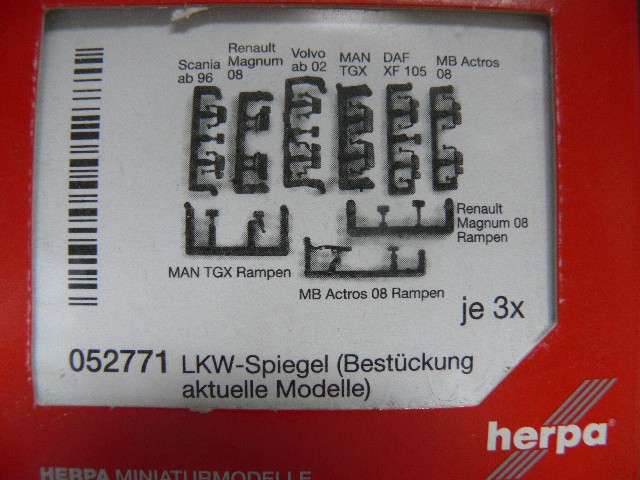 Scania
ab 96
Renault
Magnum
08
Volvo
ab 02
MAN
TGX
DAF
XF 105
MB Actros
08
Renault
Magnum 08
Rampen
MAN TGX Rampen
MB Actros 08 Rampen
je 3x
052771 LKW-Spiegel (Bestückung
aktuelle Modelle)
herpa®
HERPA MINIATURMODELLE